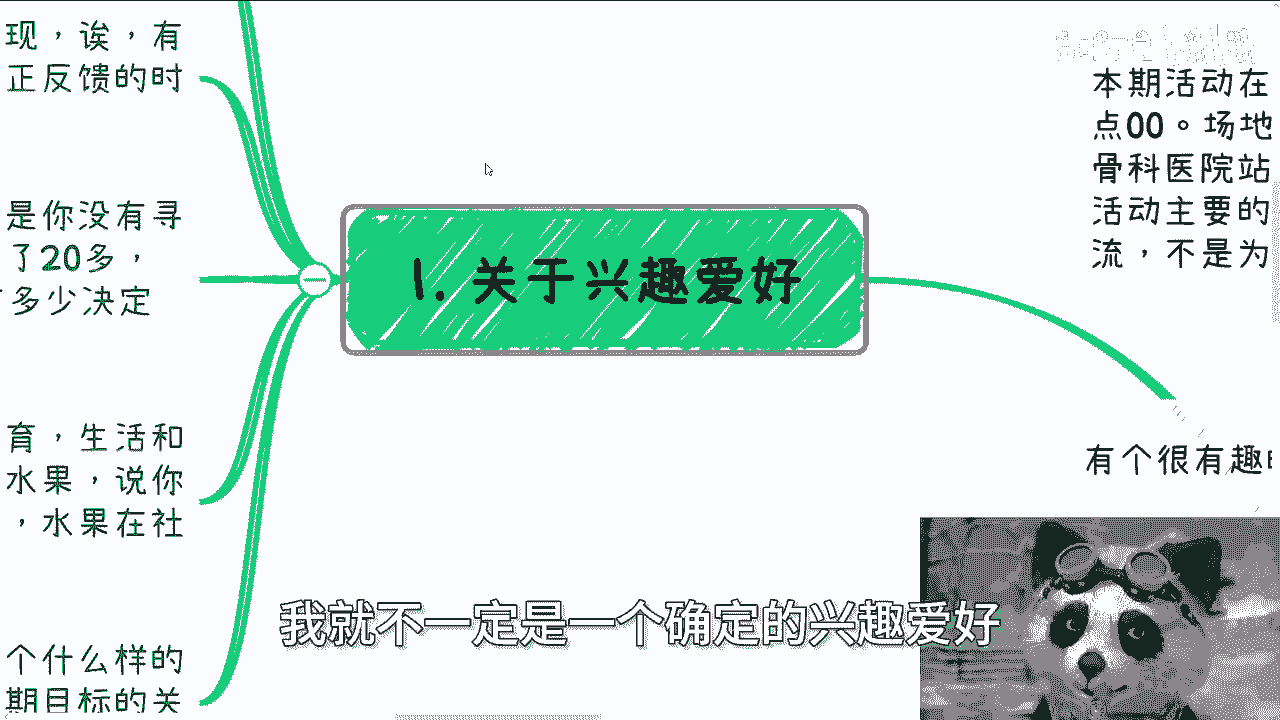 现，诶，有
正反馈的时
是你没有寻
了20多，
多少决定
育，生活和
水果，说你
，水果在社
个什么样的
期目标的关
1. 关于兴趣爱好
本期活动在
点00。场地
骨科医院站
活动主要的
流，不是为
有个很有趣
我就不一定是一个确定的兴趣爱好